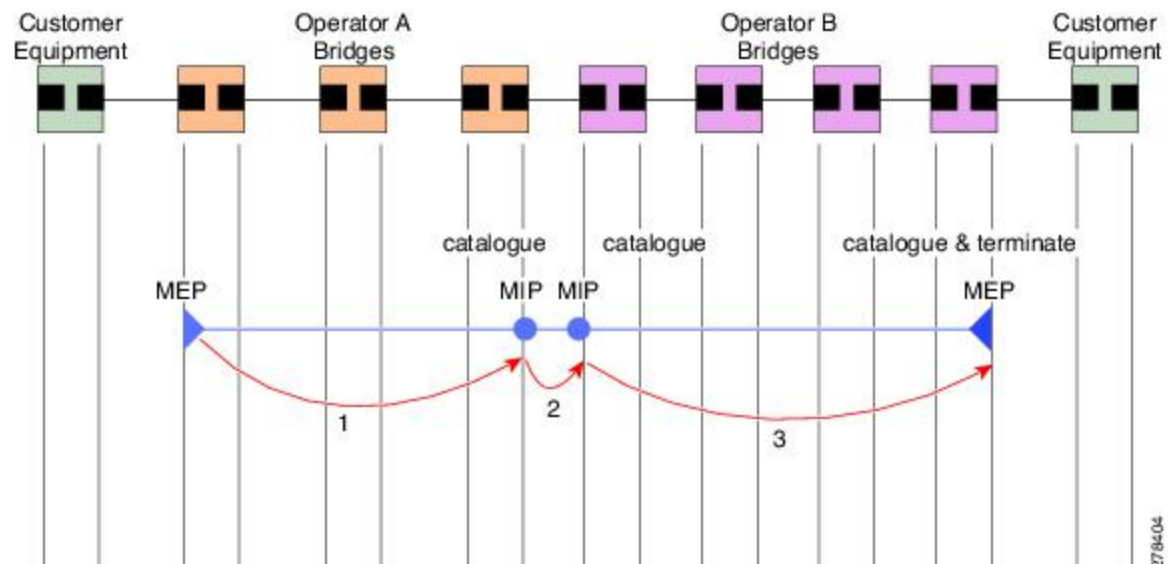 Customer
Equipment
Operator A
Bridges
Operator B
Bridges
Customer
Equipment
catalogue
catalogue
catalogue & terminate
MEP
MIP
MIP
MEP
1
2
3
278404